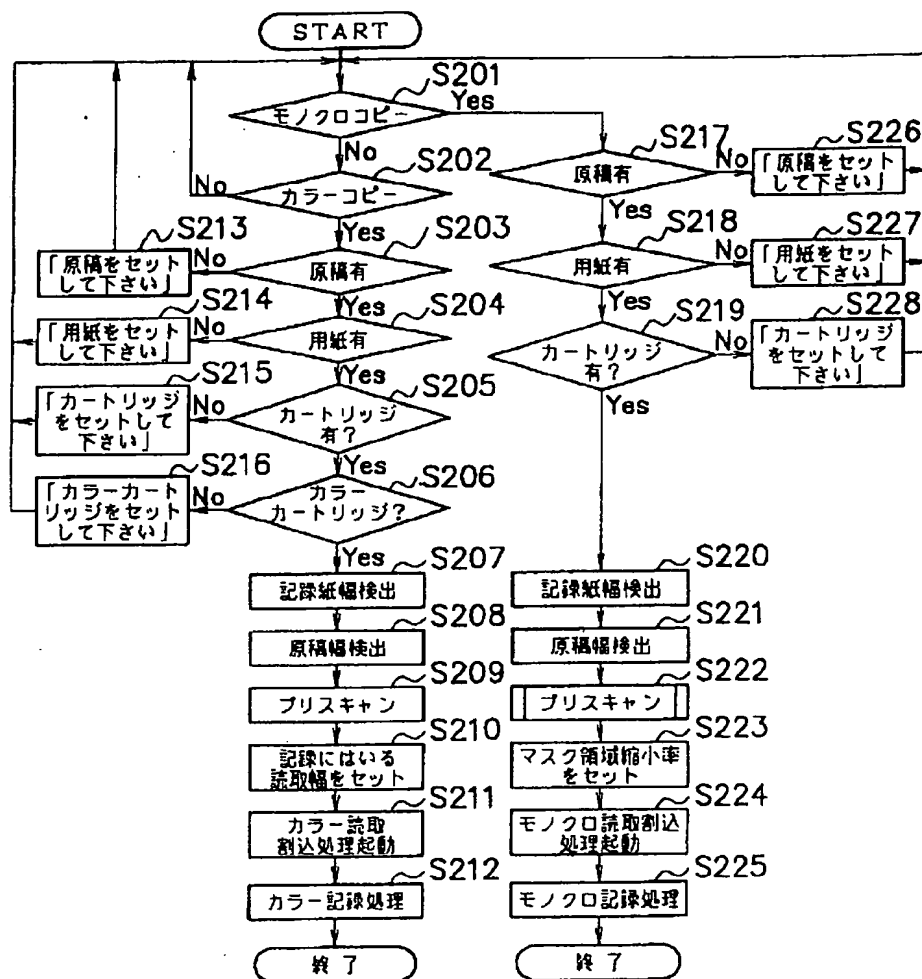 START
S201
モノクロコピー
Yes
No
S202
カラーコピー
No
Yes
S203
原稿有
No
Yes
S213
「原稿をセット
して下さい」
S204
用紙有
No
Yes
S214
「用紙をセット
して下さい」
S205
カートリッジ
有?
No
Yes
S215
「カートリッジ
をセットして
下さい」
S206
カラー
カートリッジ?
No
Yes
S216
「カラーカート
リッジをセット
して下さい」
S207
記録紙幅検出
S208
原稿幅検出
S209
プリスキャン
S210
記録にはいる
読取幅をセット
S211
カラー読取
割込処理起動
S212
カラー記録処理
終了
S217
原稿有
No
Yes
S226
「原稿をセット
して下さい」
S218
用紙有
No
Yes
S227
「用紙をセット
して下さい」
S219
カートリッジ
有?
No
Yes
S228
「カートリッジ
をセットして
下さい」
S220
記録紙幅検出
S221
原稿幅検出
S222
プリスキャン
S223
マスク領域縮小率
をセット
S224
モノクロ読取割込
処理起動
S225
モノクロ記録処理
終了